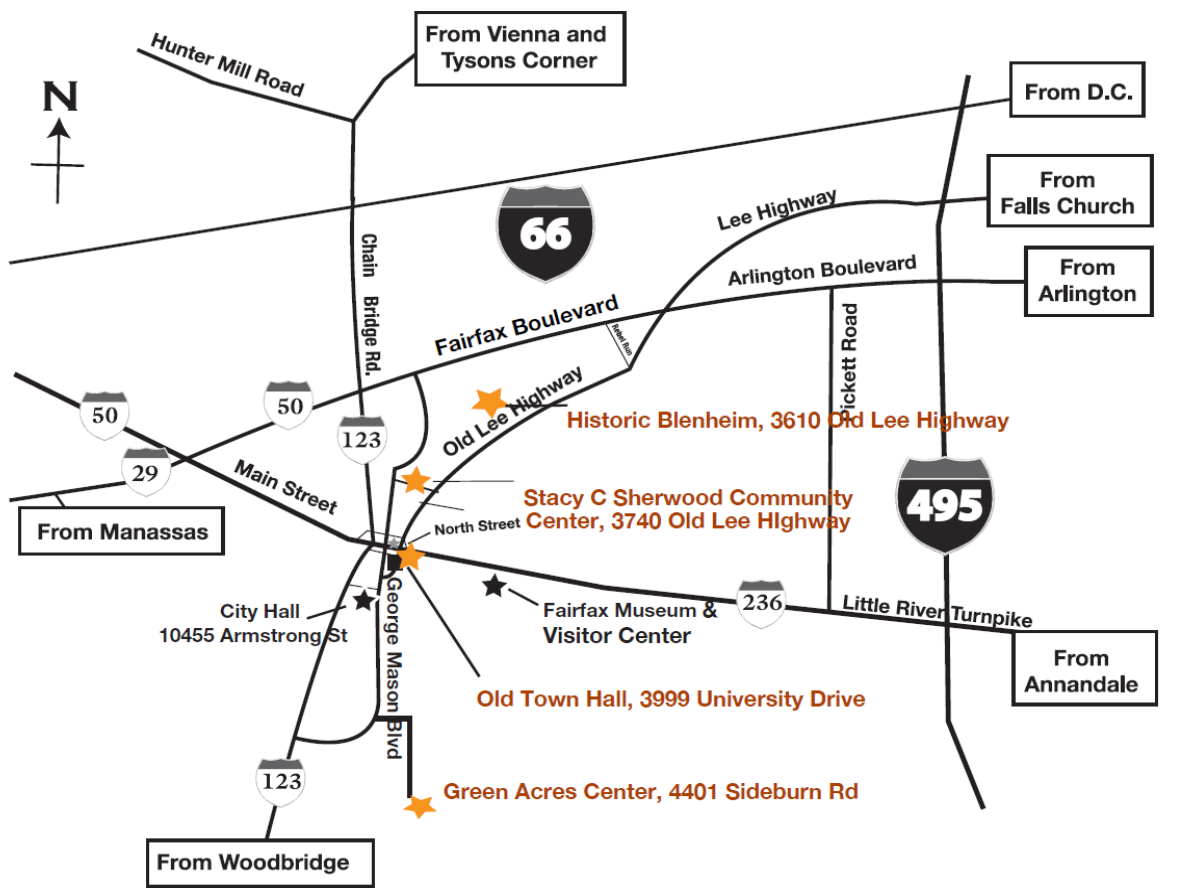 From Vienna and
Tysons Corner
Hunter Mill Road
N
From D.C.
From
Falls Church
Lee Highway
66
Chain Bridge Rd.
Arlington Boulevard
From
Arlington
Fairfax Boulevard
Rebel Run
Pickett Road
50
50
123
Old Lee Highway
Historic Blenheim, 3610 Old Lee Highway
29
Main Street
495
Stacy C Sherwood Community
Center, 3740 Old Lee HIghway
From Manassas
North Street
City Hall
10455 Armstrong St
George Mason Blvd
Fairfax Museum &
Visitor Center
236
Little River Turnpike
From
Annandale
Old Town Hall, 3999 University Drive
123
Green Acres Center, 4401 Sideburn Rd
From Woodbridge